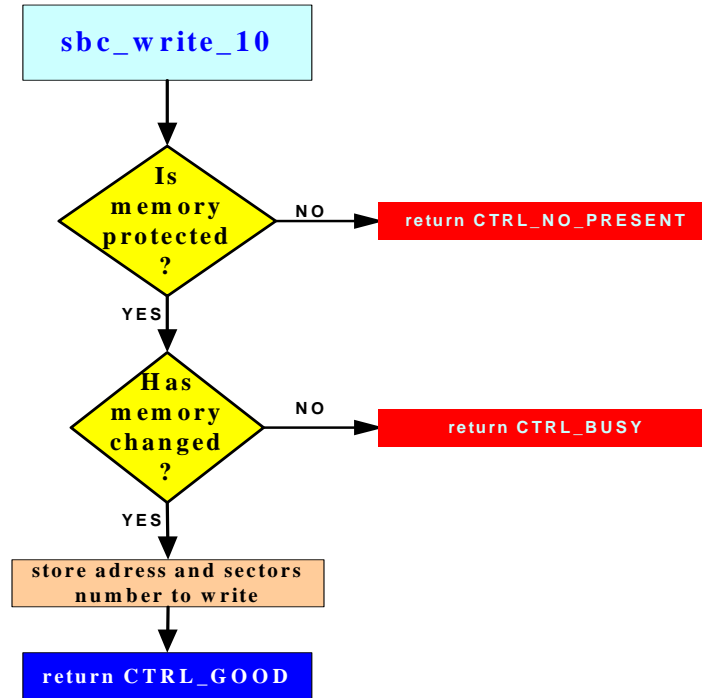 sbc_write_10
Is
memory
protected
?
NO
return CTRL_NO_PRESENT
YES
Has
memory
changed
?
NO
return CTRL_BUSY
YES
store adress and sectors
number to write
return CTRL_GOOD